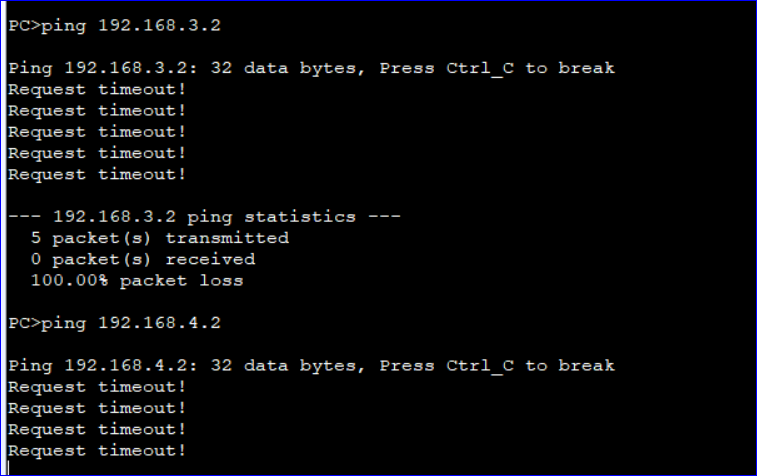 PC>ping 192.168.3.2
Ping 192.168.3.2: 32 data bytes, Press Ctrl_C to break
Request timeout!
Request timeout!
Request timeout!
Request timeout!
Request timeout!
--- 192.168.3.2 ping statistics ---
5 packet(s) transmitted
0 packet(s) received
100.00% packet loss
PC>ping 192.168.4.2
Ping 192.168.4.2: 32 data bytes, Press Ctrl_C to break
Request timeout!
Request timeout!
Request timeout!
Request timeout!